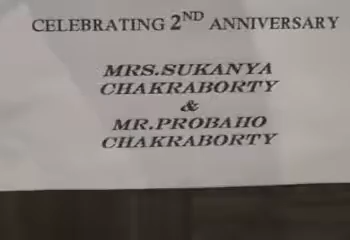 CELEBRATING 2ND ANNIVERSARY
MRS.SUKANYA
CHAKRABORTY
&
MR.PROBAHO
CHAKRABORTY